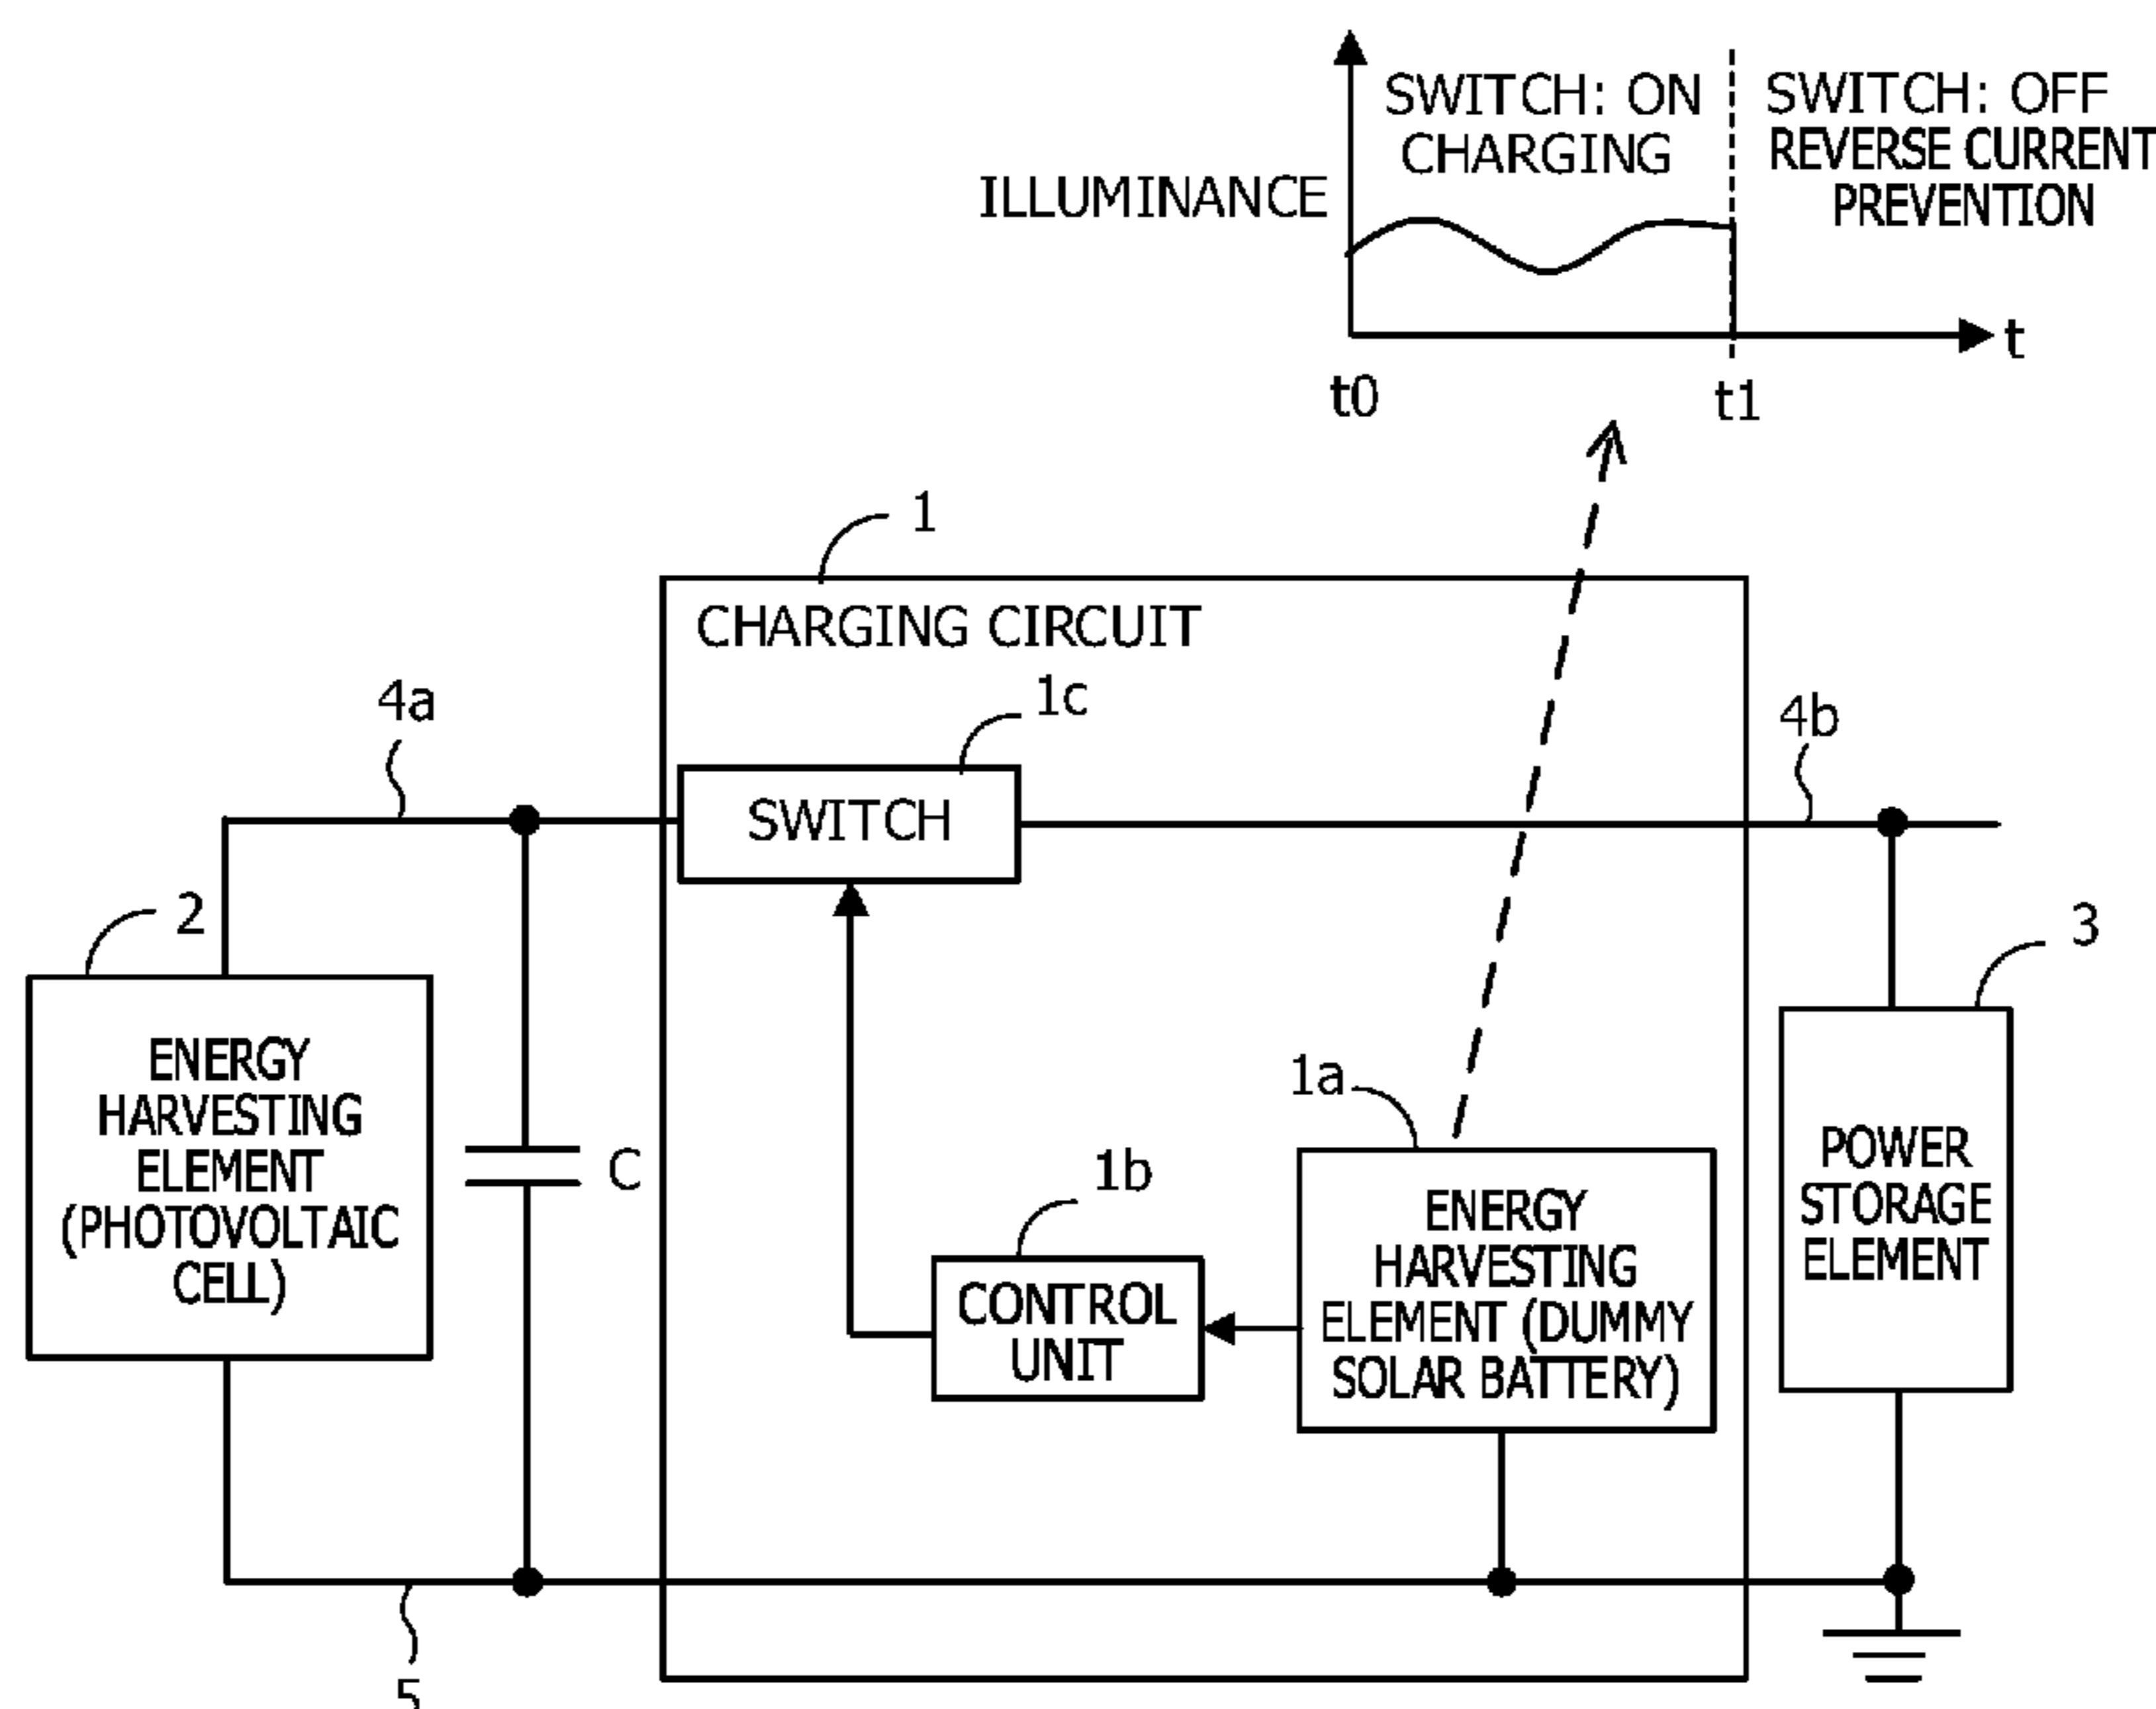 SWITCH: ON
CHARGING
SWITCH: OFF
REVERSE CURRENT
PREVENTION
ILLUMINANCE
t
t0
t1
1
CHARGING CIRCUIT
4a
1c
4b
SWITCH
2
3
ENERGY
HARVESTING
ELEMENT
(PHOTOVOLTAIC
CELL)
C
1a
1b
ENERGY
HARVESTING
ELEMENT (DUMMY
SOLAR BATTERY)
CONTROL
UNIT
POWER
STORAGE
ELEMENT
5